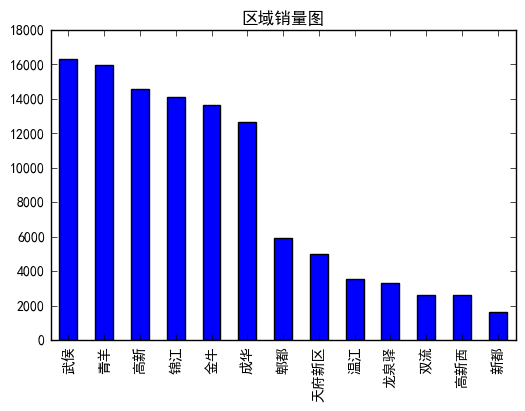 区域销量图
18000
16000
14000
12000
10000
8000
6000
4000
2000
0
武侯
青羊
高新
锦江
金牛
成华
郫都
天府新区
温江
龙泉驿
双流
高新西
新都